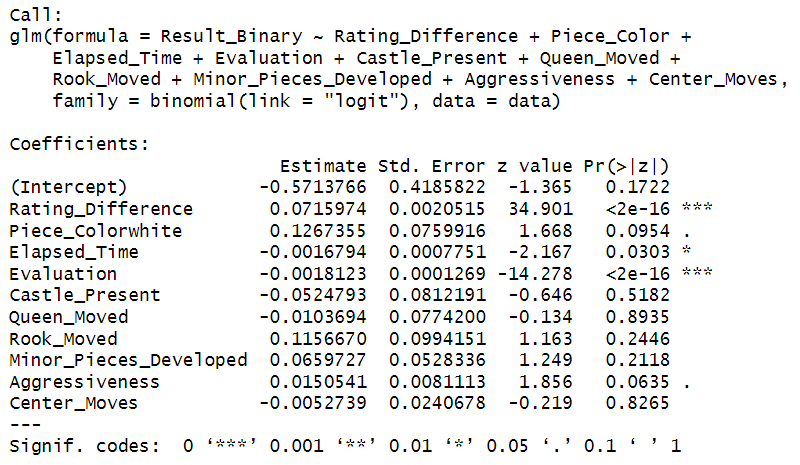 Call:
glm(formula = Result_Binary ~ Rating_Difference + Piece_Color +
    Elapsed_Time + Evaluation + Castle_Present + Queen_Moved +
    Rook_Moved + Minor_Pieces_Developed + Aggressiveness + Center_Moves,
    family = binomial(link = "logit"), data = data)

Coefficients:
                         Estimate Std. Error z value Pr(>|z|)
(Intercept)            -0.5713766  0.4185822  -1.365   0.1722
Rating_Difference       0.0715974  0.0020515  34.901   <2e-16 ***
Piece_Colorwhite        0.1267355  0.0759916   1.668   0.0954 .
Elapsed_Time           -0.0016794  0.0007751  -2.167   0.0303 *
Evaluation             -0.0018123  0.0001269 -14.278   <2e-16 ***
Castle_Present         -0.0524793  0.0812191  -0.646   0.5182
Queen_Moved            -0.0103694  0.0774200  -0.134   0.8935
Rook_Moved              0.1156670  0.0994151   1.163   0.2446
Minor_Pieces_Developed  0.0659727  0.0528336   1.249   0.2118
Aggressiveness          0.0150541  0.0081113   1.856   0.0635 .
Center_Moves           -0.0052739  0.0240678  -0.219   0.8265
---
Signif. codes:  0 ‘***’ 0.001 ‘**’ 0.01 ‘*’ 0.05 ‘.’ 0.1 ‘ ’ 1